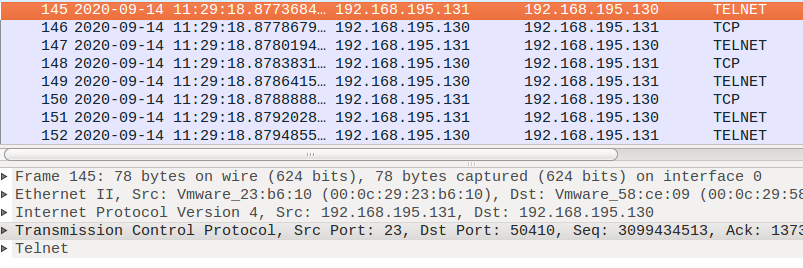 145 2020-09-14 11:29:18.8773684… 192.168.195.131 192.168.195.130 TELNET
146 2020-09-14 11:29:18.8778679… 192.168.195.130 192.168.195.131 TCP
147 2020-09-14 11:29:18.8780194… 192.168.195.131 192.168.195.130 TELNET
148 2020-09-14 11:29:18.8783831… 192.168.195.130 192.168.195.131 TCP
149 2020-09-14 11:29:18.8786415… 192.168.195.130 192.168.195.131 TELNET
150 2020-09-14 11:29:18.8788888… 192.168.195.131 192.168.195.130 TCP
151 2020-09-14 11:29:18.8792028… 192.168.195.131 192.168.195.130 TELNET
152 2020-09-14 11:29:18.8794855… 192.168.195.130 192.168.195.131 TELNET
Frame 145: 78 bytes on wire (624 bits), 78 bytes captured (624 bits) on interface 0
Ethernet II, Src: Vmware_23:b6:10 (00:0c:29:23:b6:10), Dst: Vmware_58:ce:09 (00:0c:29:58
Internet Protocol Version 4, Src: 192.168.195.131, Dst: 192.168.195.130
Transmission Control Protocol, Src Port: 23, Dst Port: 50410, Seq: 3099434513, Ack: 1373
Telnet